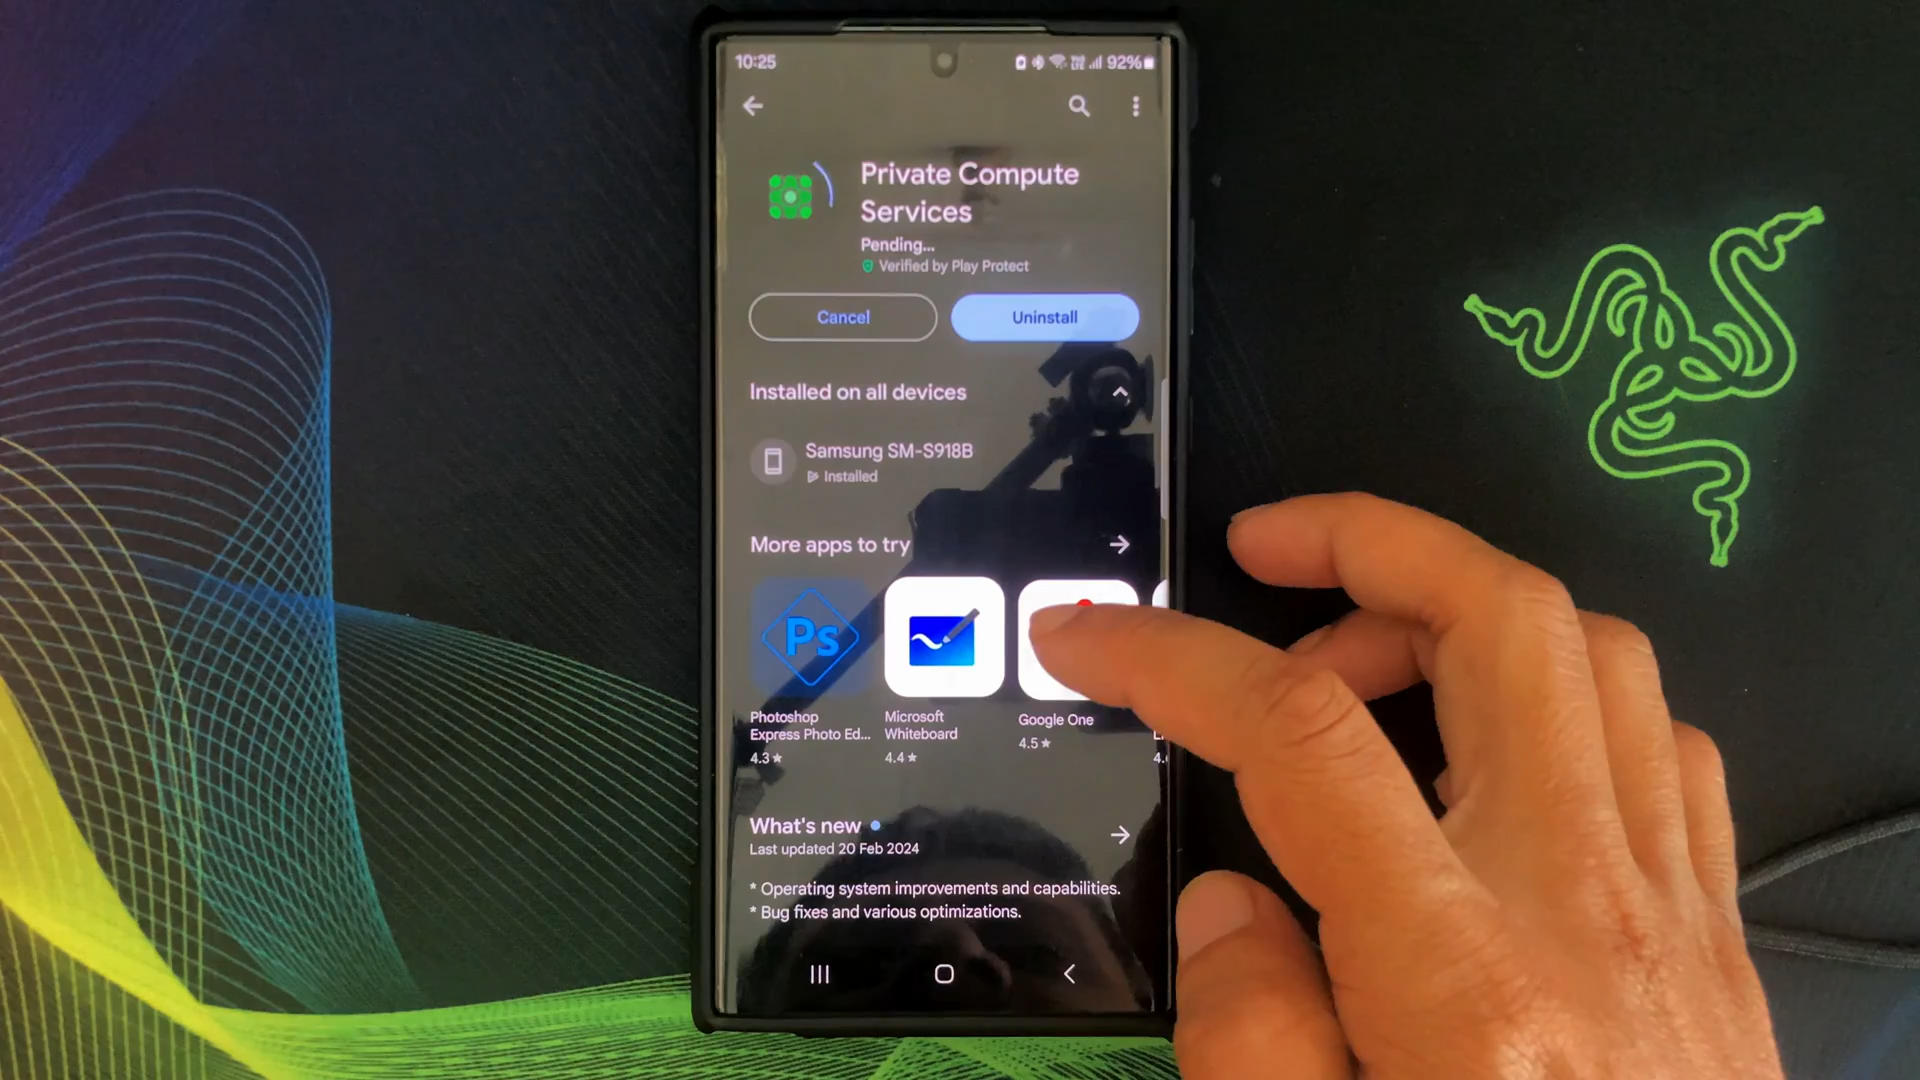 10:25
92%
Private Compute
Services
Pending...
Verified by Play Protect
Cancel
Uninstall
Installed on all devices
Samsung SM-S918B
Installed
More apps to try
Ps
Photoshop
Express Photo Ed...
4.3★
Microsoft
Whiteboard
4.4★
Google One
4.5★
4.
What's new
Last updated 20 Feb 2024
* Operating system improvements and capabilities.
* Bug fixes and various optimizations.